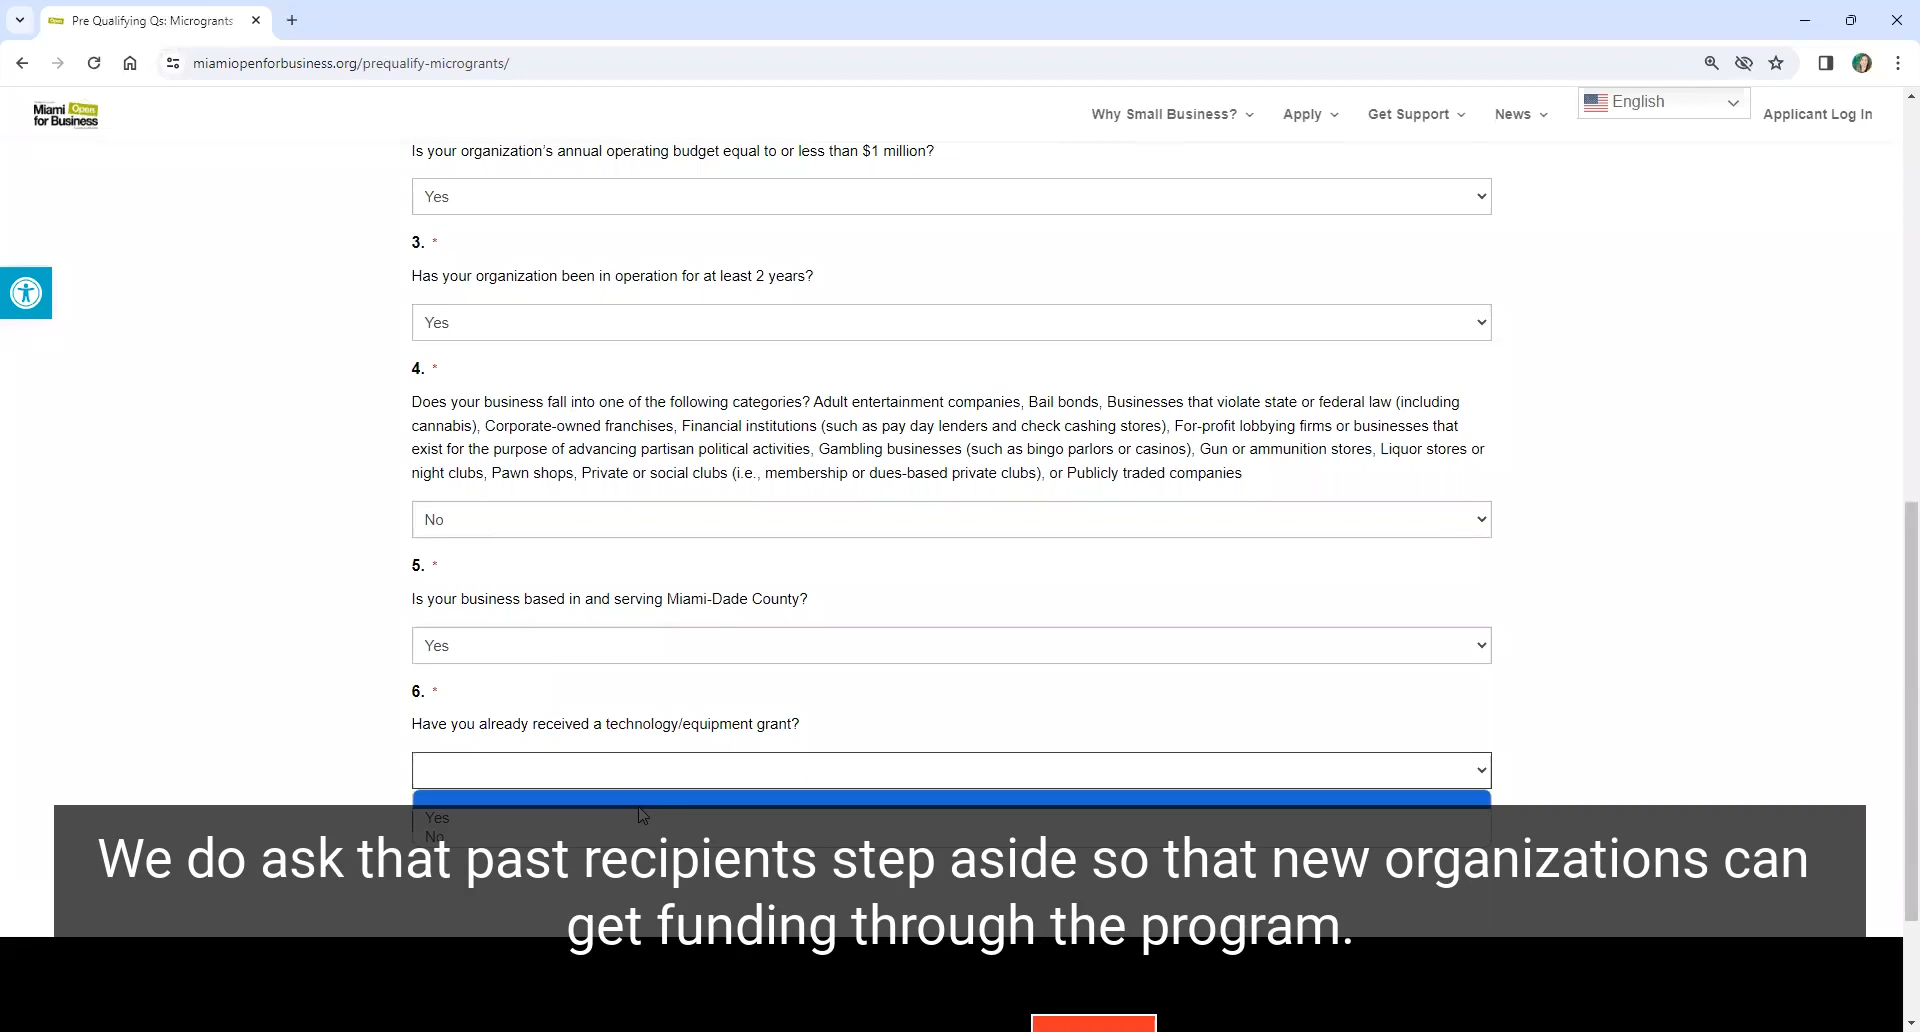 Pre Qualifying Qs: Microgrants
miamiopenforbusiness.org/prequalify-microgrants/
Miami Open
for Business
Why Small Business?
Apply
Get Support
News
English
Applicant Log In
Is your organization's annual operating budget equal to or less than $1 million?
Yes
3. *
Has your organization been in operation for at least 2 years?
Yes
4. *
Does your business fall into one of the following categories? Adult entertainment companies, Bail bonds, Businesses that violate state or federal law (including
cannabis), Corporate-owned franchises, Financial institutions (such as pay day lenders and check cashing stores), For-profit lobbying firms or businesses that
exist for the purpose of advancing partisan political activities, Gambling businesses (such as bingo parlors or casinos), Gun or ammunition stores, Liquor stores or
night clubs, Pawn shops, Private or social clubs (i.e., membership or dues-based private clubs), or Publicly traded companies
No
5. *
Is your business based in and serving Miami-Dade County?
Yes
6. *
Have you already received a technology/equipment grant?
Yes
No
We do ask that past recipients step aside so that new organizations can
get funding through the program.